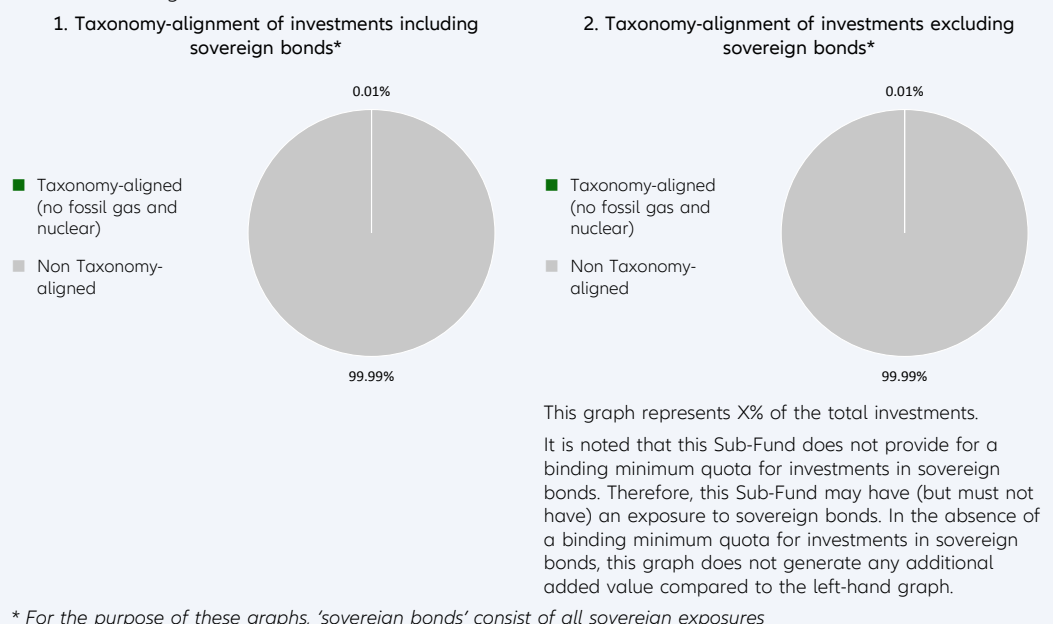 1. Taxonomy-alignment of investments including
sovereign bonds*
0.01%
Taxonomy-aligned
(no fossil gas and
nuclear)
Non Taxonomy-
aligned
99.99%
2. Taxonomy-alignment of investments excluding
sovereign bonds*
0.01%
Taxonomy-aligned
(no fossil gas and
nuclear)
Non Taxonomy-
aligned
99.99%
This graph represents X% of the total investments.
It is noted that this Sub-Fund does not provide for a
binding minimum quota for investments in sovereign
bonds. Therefore, this Sub-Fund may have (but must not
have) an exposure to sovereign bonds. In the absence of
a binding minimum quota for investments in sovereign
bonds, this graph does not generate any additional
added value compared to the left-hand graph.
* For the purpose of these graphs, ‘sovereign bonds’ consist of all sovereign exposures